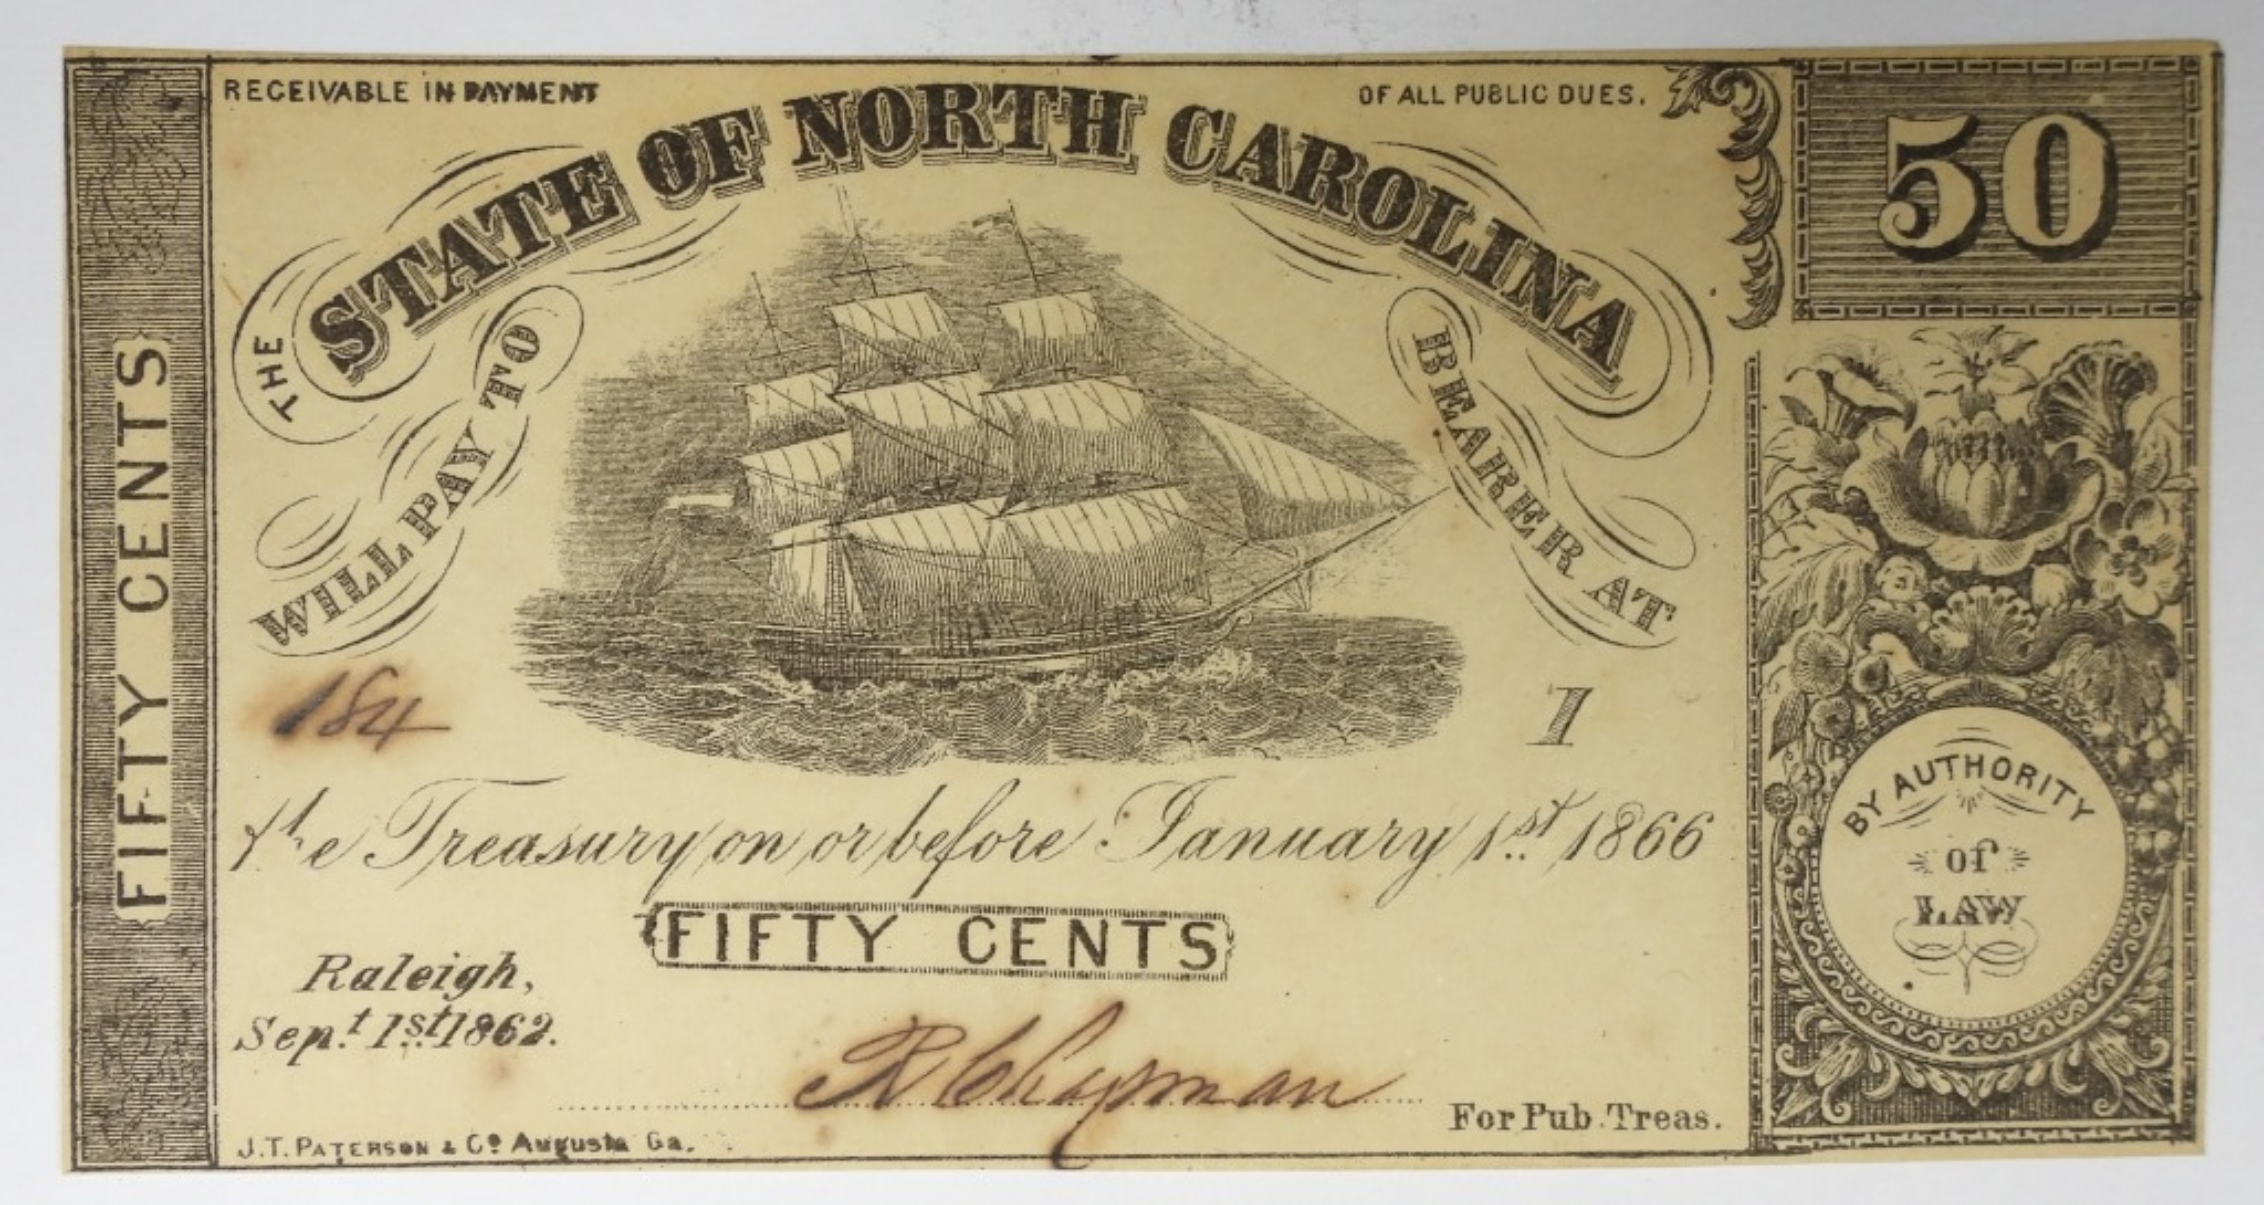 RECEIVABLE IN PAYMENT OF ALL PUBLIC DUES.
50
THE STATE OF NORTH CAROLINA
WILL PAY TO BEARER AT
184
1
the Treasury on or before January 1st. 1866
FIFTY CENTS
FIFTY CENTS
BY AUTHORITY
of
LAW
Raleigh,
Sept. 1st. 1862.
R Chapman
For Pub. Treas.
J.T. PATERSON & Co Augusta Ga.